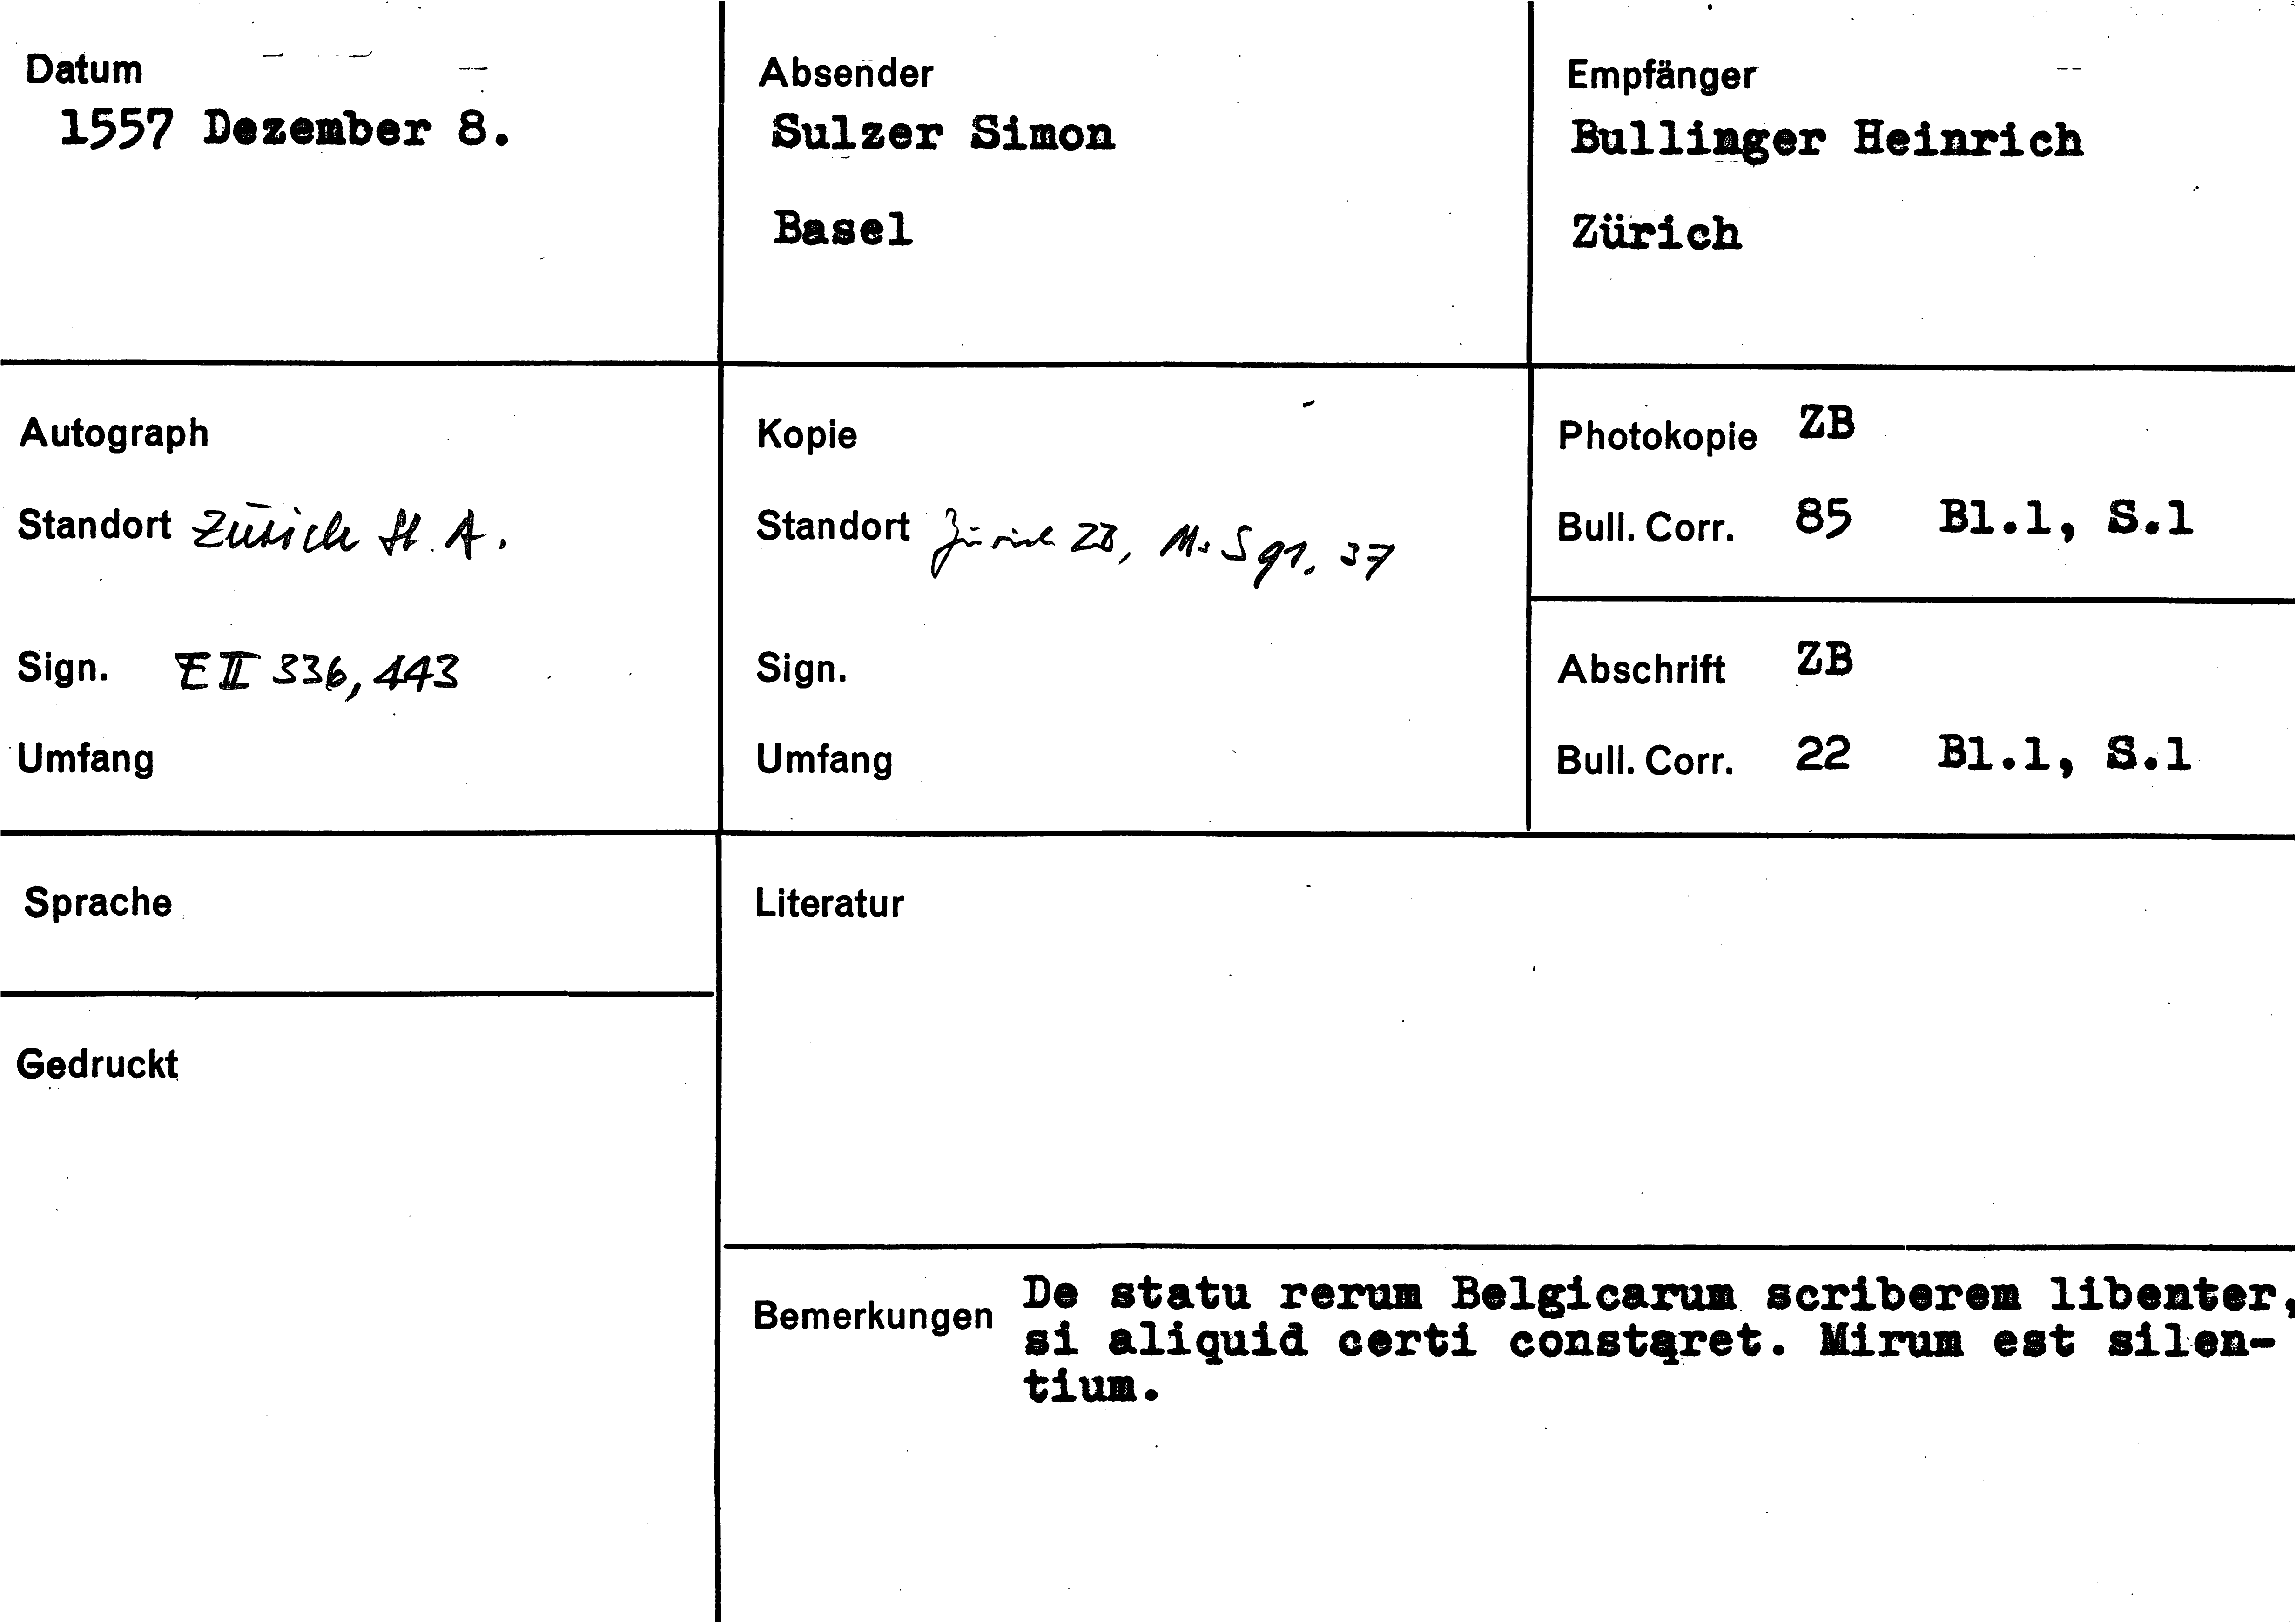 Datum
1557 Dezember 8.
Absender
Sulzer Simon
Basel
Empfänger
Bullinger Heinrich
Zürich
Autograph
Standort Zürich St. A.
Sign. E II 336, 443
Umfang
Kopie
Standort Zürich ZB, Ms S 91, 37
Sign.
Umfang
Photokopie ZB
Bull. Corr. 85 Bl.1, S.1
Abschrift ZB
Bull. Corr. 22 Bl.1, S.1
Sprache
Literatur
Gedruckt
Bemerkungen De statu rerum Belgicarum scriberem libenter,
si aliquid certi constaret. Mirum est silen-
tium.